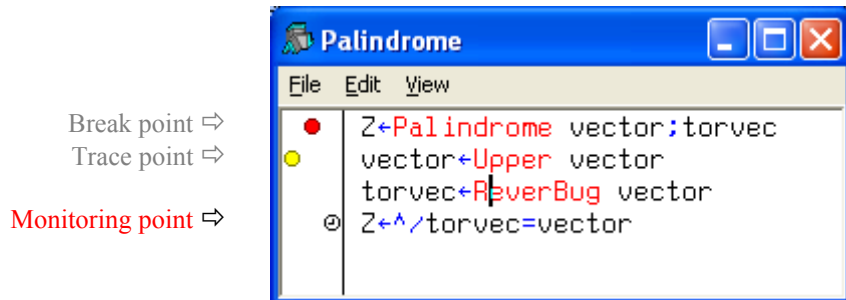 Palindrome
File Edit View
Break point ⇨
Z←Palindrome vector;torvec
Trace point ⇨
vector←Upper vector
torvec←ReverBug vector
Monitoring point ⇨
Z←^/torvec=vector